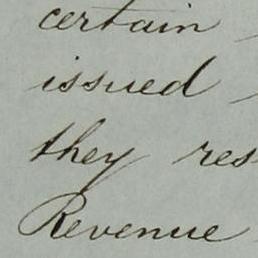 certain
issued
they res
Revenue